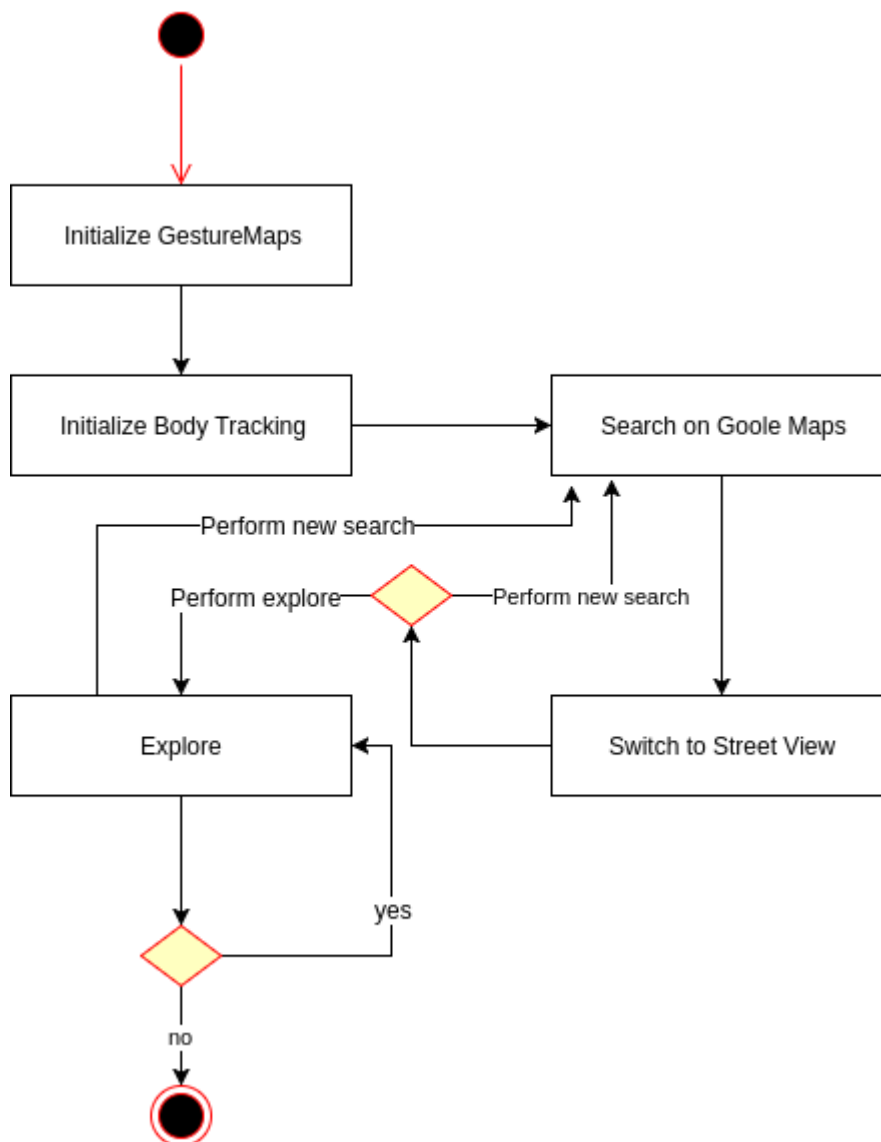 Initialize GestureMaps
Initialize Body Tracking
Search on Goole Maps
Perform new search
Perform explore
Perform new search
Explore
Switch to Street View
yes
no